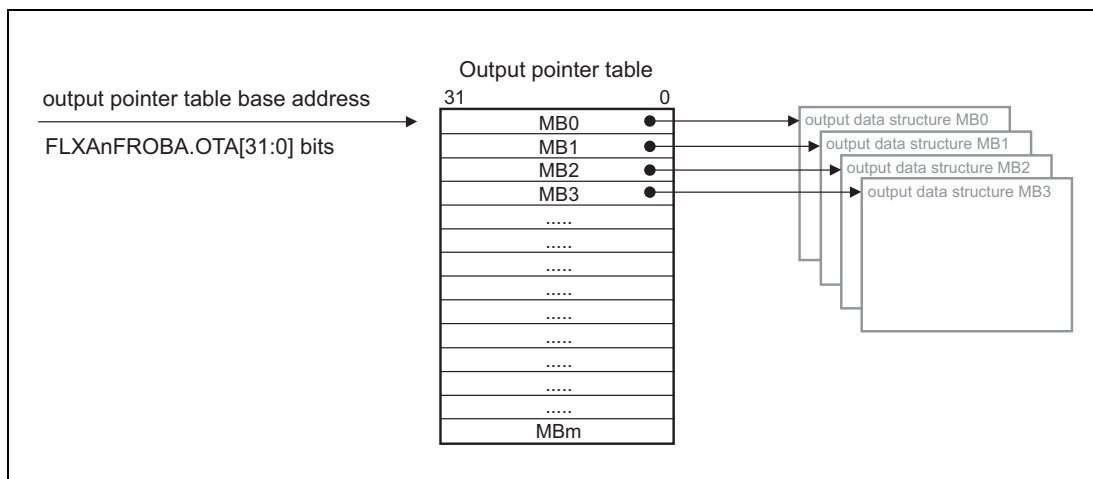 output pointer table base address
FLXAnFROBA.OTA[31:0] bits
Output pointer table
31 0
MB0
MB1
MB2
MB3
.....
.....
.....
.....
.....
.....
.....
.....
.....
MBm
output data structure MB0
output data structure MB1
output data structure MB2
output data structure MB3